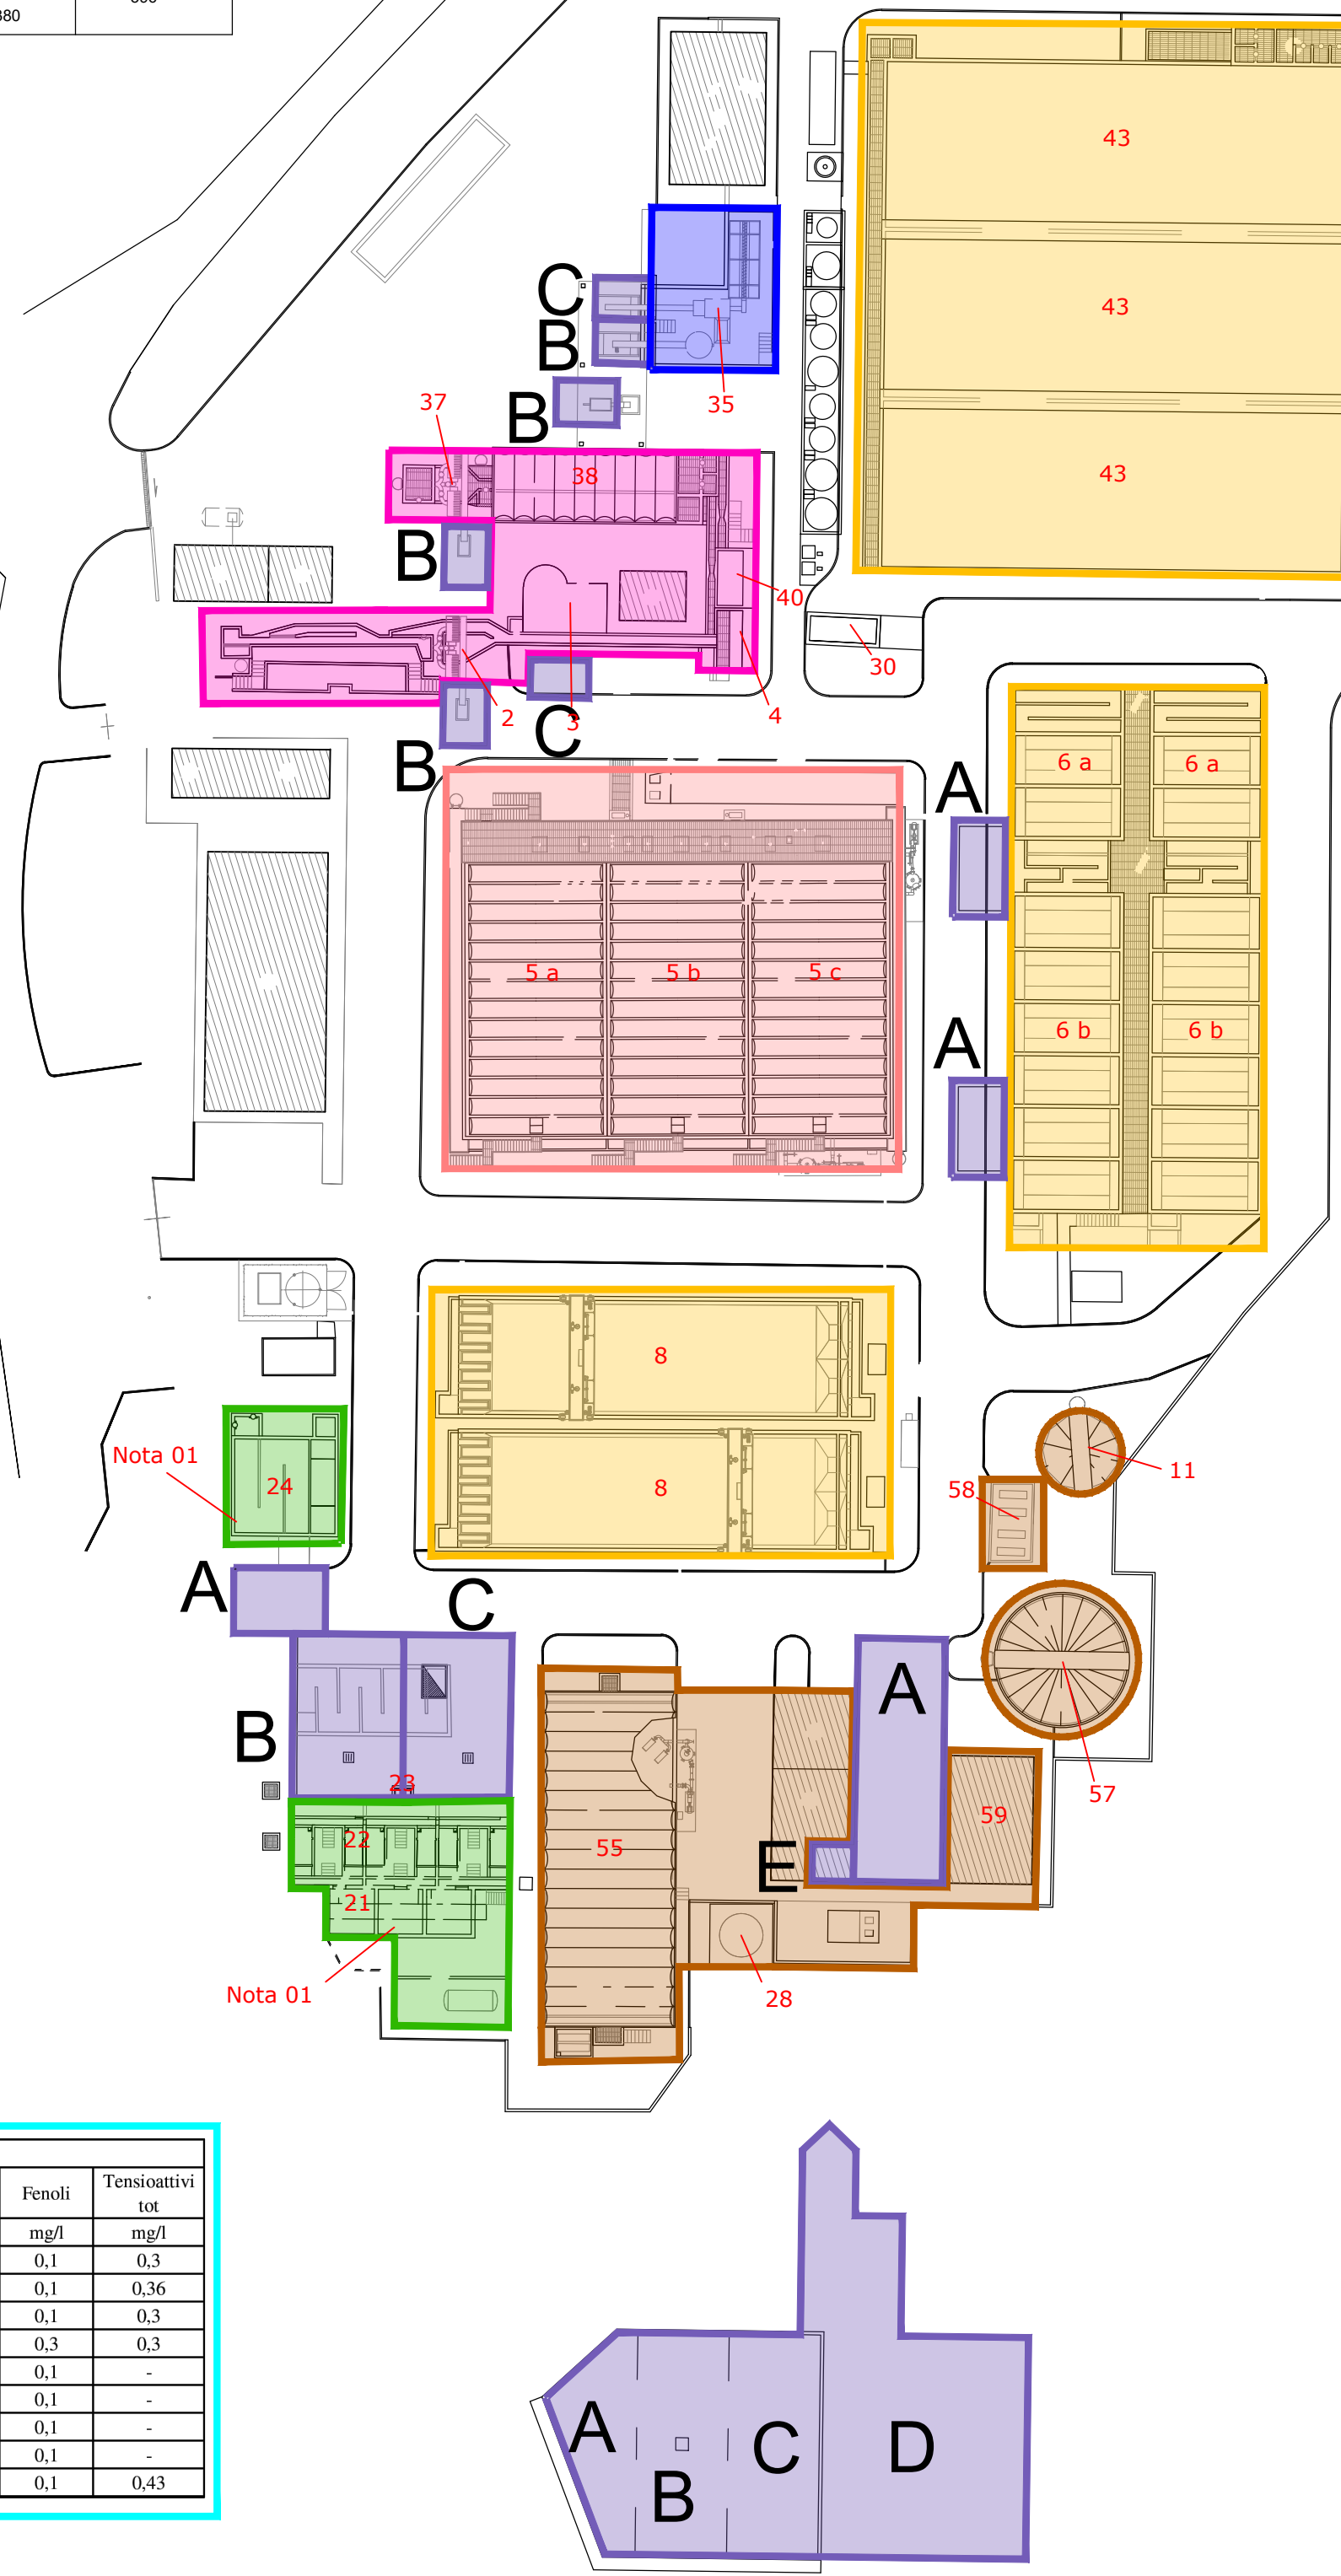 380
43
43
43
C
B
B
35
37
38
B
40
30
2
3
4
C
B
A
6 a
6 a
5 a
5 b
5 c
A
6 b
6 b
8
8
Nota 01
24
11
58
A
C
A
B
57
23
59
22
55
E
21
Nota 01
28
Fenoli
Tensioattivi
tot
mg/l
mg/l
0,1
0,3
0,1
0,36
0,1
0,3
0,3
0,3
0,1
-
0,1
-
0,1
-
0,1
-
0,1
0,43
A
B
C
D